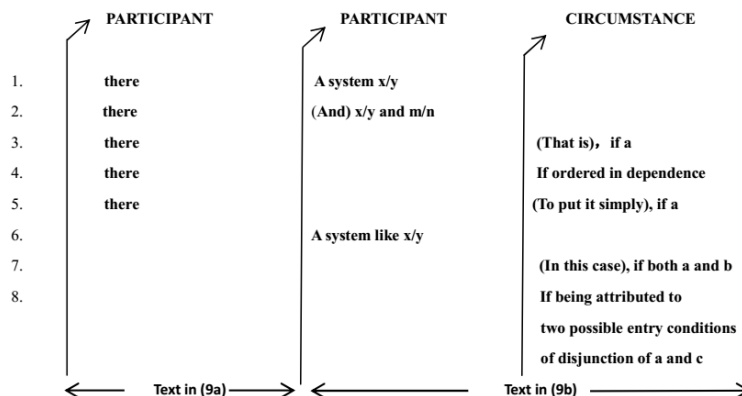 PARTICIPANT PARTICIPANT CIRCUMSTANCE
1. there A system x/y
2. there (And) x/y and m/n
3. there (That is), if a
4. there If ordered in dependence
5. there (To put it simply), if a
6. A system like x/y
7. (In this case), if both a and b
8. If being attributed to
two possible entry conditions
of disjunction of a and c
Text in (9a) Text in (9b)